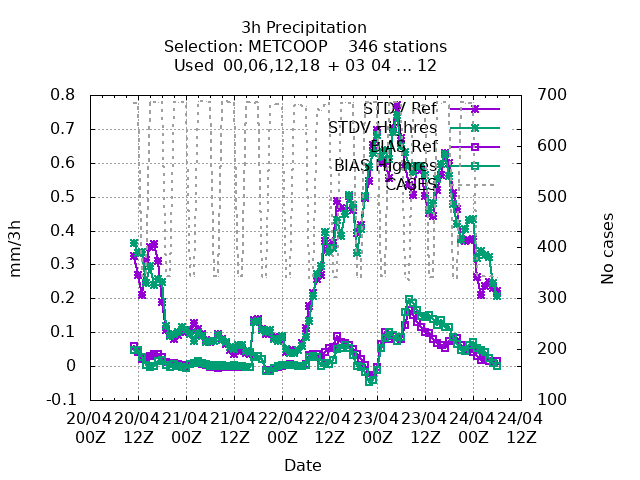 3h Precipitation
Selection: METCOOP    346 stations
Used  00,06,12,18  + 03 04 ... 12
STDV Ref
STDV Highres
BIAS Ref
BIAS Highres
CASES
mm/3h
0.8
0.7
0.6
0.5
0.4
0.3
0.2
0.1
0
-0.1
700
600
500
400
300
200
100
No cases
20/04 20/04 21/04 21/04 22/04 22/04 23/04 23/04 24/04 24/04
00Z 12Z 00Z 12Z 00Z 12Z 00Z 12Z 00Z 12Z
Date